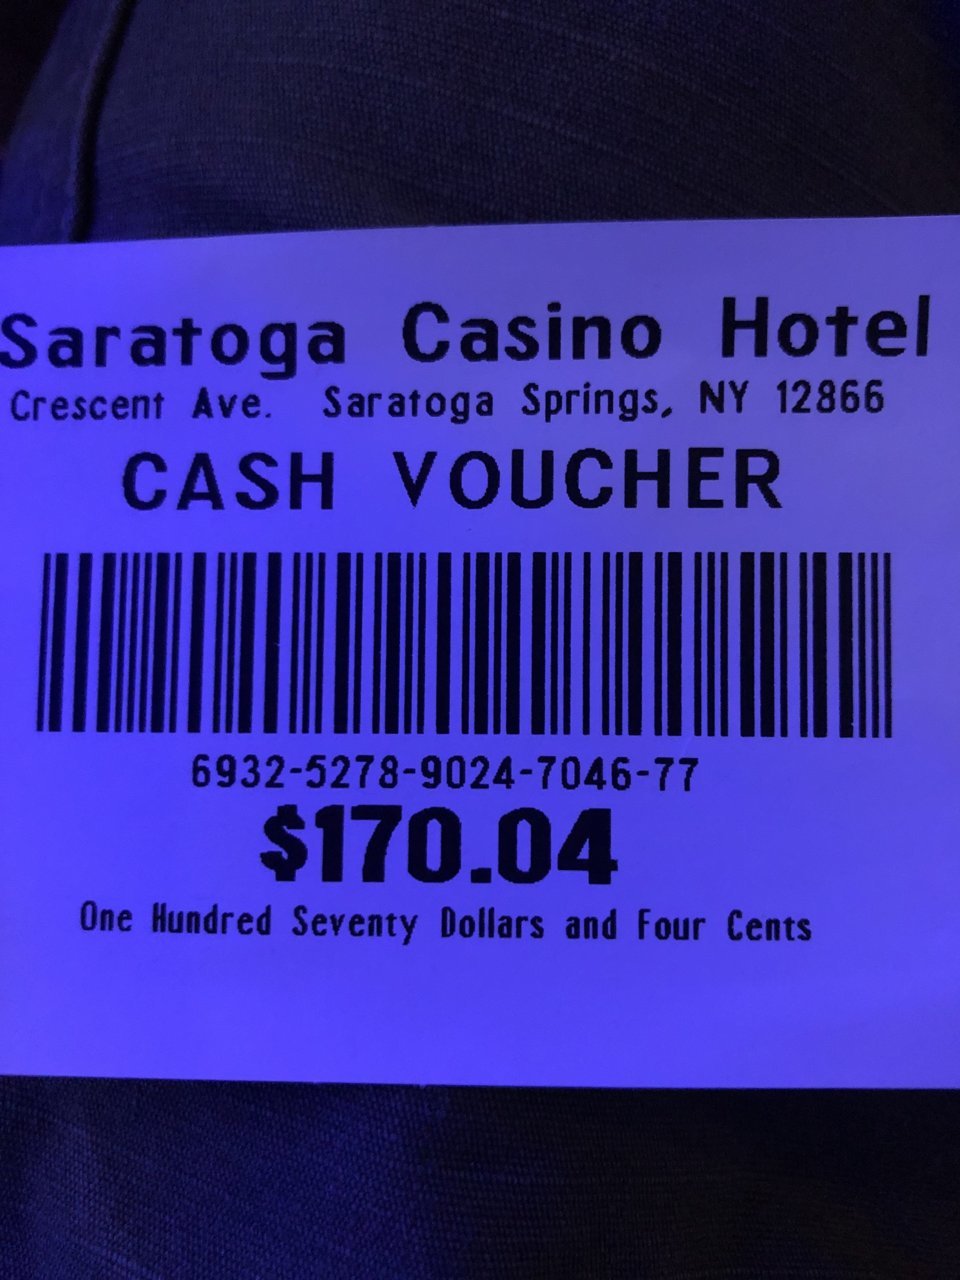 Saratoga Casino Hotel
Crescent Ave. Saratoga Springs, NY 12866
CASH VOUCHER
6932-5278-9024-7046-77
$170.04
One Hundred Seventy Dollars and Four Cents